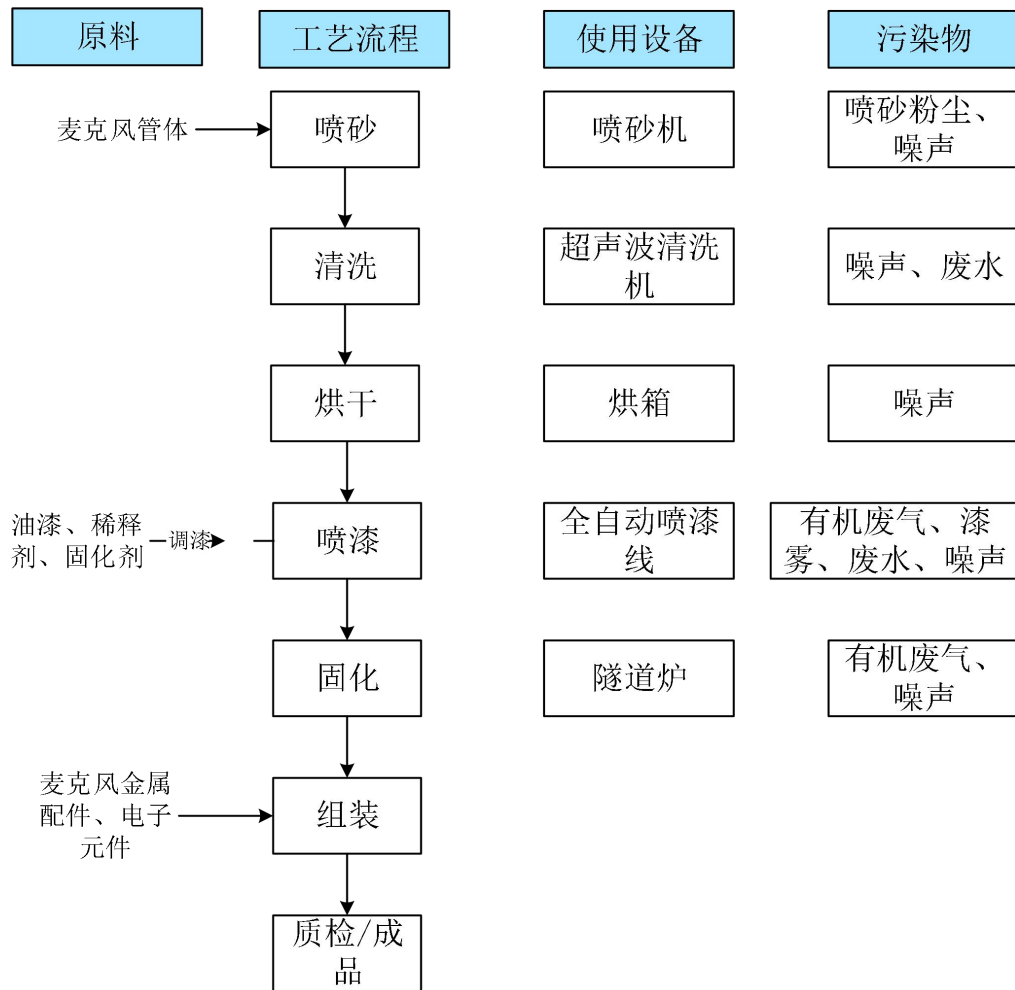 原料
工艺流程
使用设备
污染物
麦克风管体
喷砂
喷砂机
喷砂粉尘、
噪声
清洗
超声波清洗
机
噪声、废水
烘干
烘箱
噪声
油漆、稀释
剂、固化剂
调漆
喷漆
全自动喷漆
线
有机废气、漆
雾、废水、噪声
固化
隧道炉
有机废气、
噪声
麦克风金属
配件、电子
元件
组装
质检/成
品